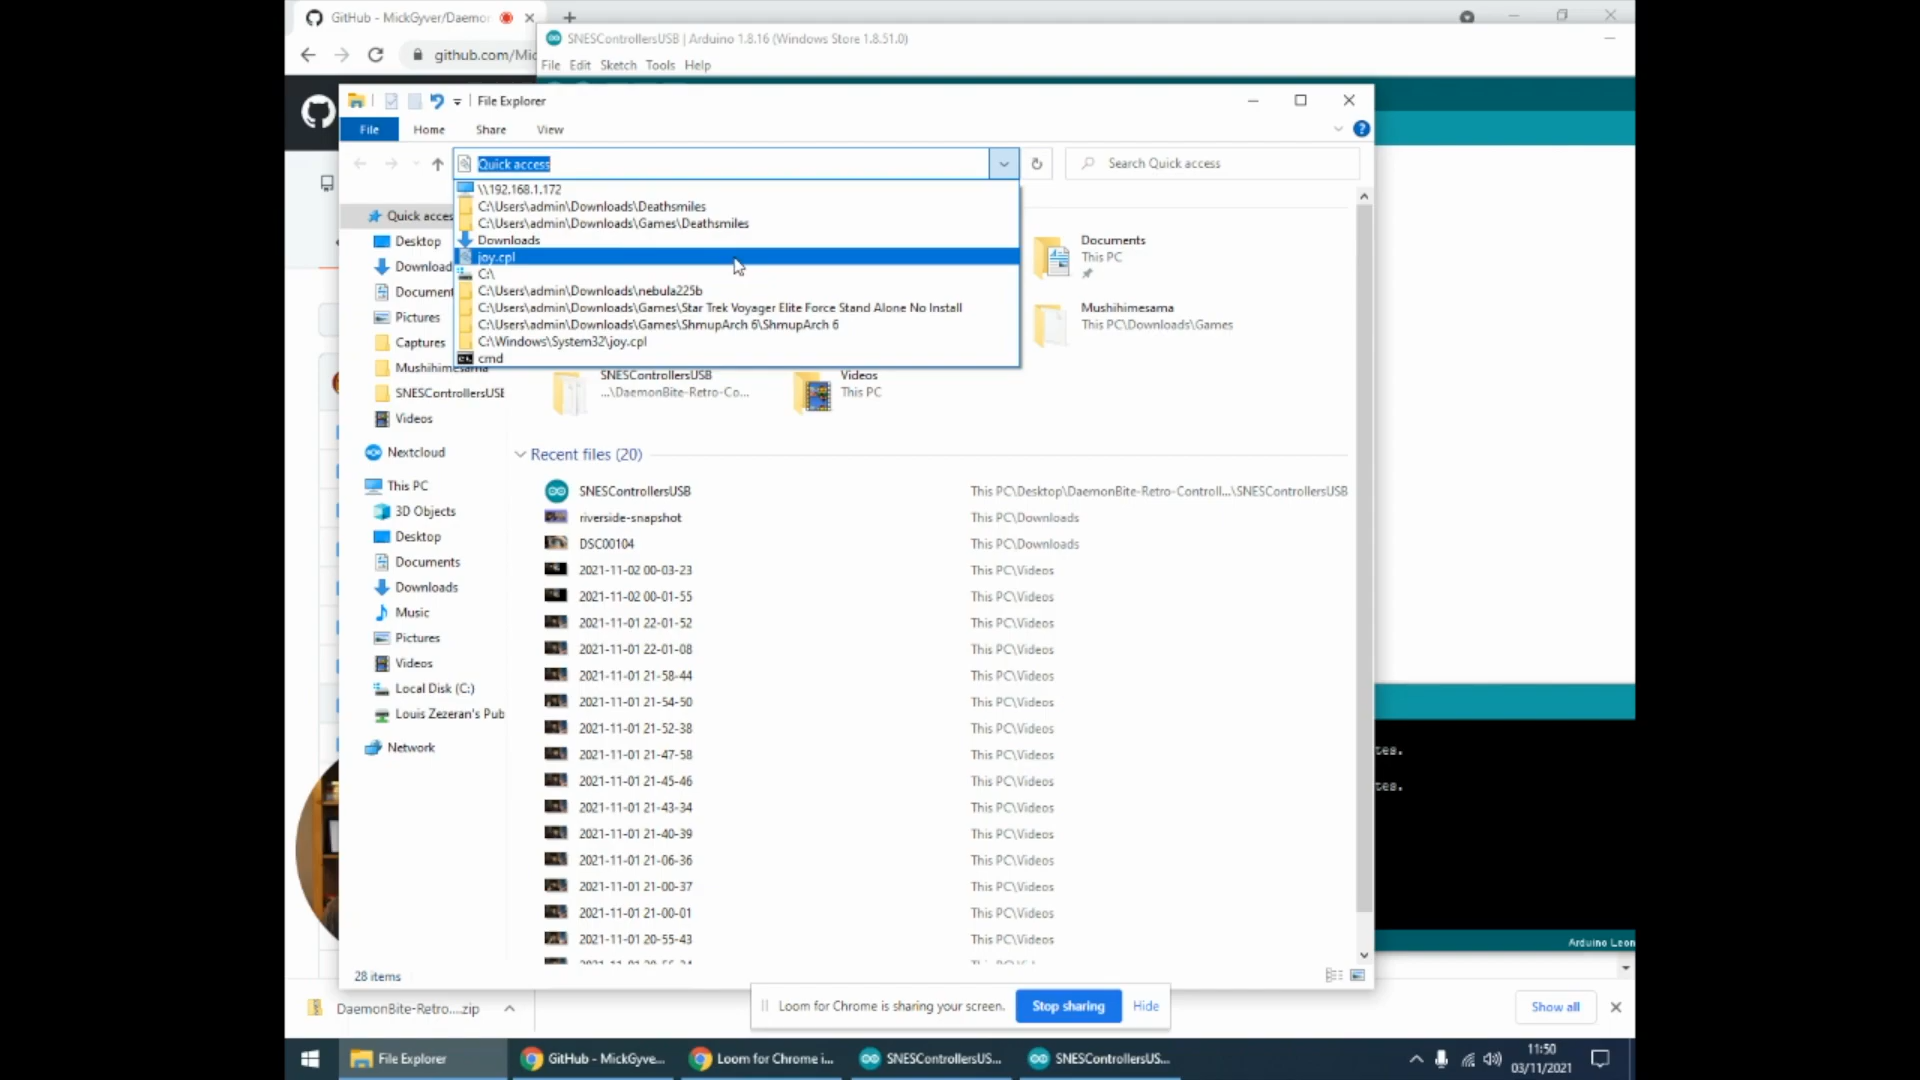 GitHub - MickGyver/Daemor
SNESControllersUSB | Arduino 1.8.16 (Windows Store 1.8.51.0)
github.com/Mic
File Edit Sketch Tools Help
File Explorer
File Home Share View
Quick access
Search Quick access
\\192.168.1.172
C:\Users\admin\Downloads\Deathsmiles
C:\Users\admin\Downloads\Games\Deathsmiles
Downloads
joy.cpl
C:\
C:\Users\admin\Downloads\nebula225b
C:\Users\admin\Downloads\Games\Star Trek Voyager Elite Force Stand Alone No Install
C:\Users\admin\Downloads\Games\ShmupArch 6\ShmupArch 6
C:\Windows\System32\joy.cpl
cmd
Quick acces
Desktop
Download
Document
Pictures
Captures
Mushihimesama
SNESControllersUSB
Videos
Nextcloud
This PC
3D Objects
Desktop
Documents
Downloads
Music
Pictures
Videos
Local Disk (C:)
Louis Zezeran's Pub
Network
Documents
This PC
Mushihimesama
This PC\Downloads\Games
SNESControllersUSB
...\DaemonBite-Retro-Co...
Videos
This PC
Recent files (20)
SNESControllersUSB This PC\Desktop\DaemonBite-Retro-Controll...\SNESControllersUSB
riverside-snapshot This PC\Downloads
DSC00104 This PC\Downloads
2021-11-02 00-03-23 This PC\Videos
2021-11-02 00-01-55 This PC\Videos
2021-11-01 22-01-52 This PC\Videos
2021-11-01 22-01-08 This PC\Videos
2021-11-01 21-58-44 This PC\Videos
2021-11-01 21-54-50 This PC\Videos
2021-11-01 21-52-38 This PC\Videos
2021-11-01 21-47-58 This PC\Videos
2021-11-01 21-45-46 This PC\Videos
2021-11-01 21-43-34 This PC\Videos
2021-11-01 21-40-39 This PC\Videos
2021-11-01 21-06-36 This PC\Videos
2021-11-01 21-00-37 This PC\Videos
2021-11-01 21-00-01 This PC\Videos
2021-11-01 20-55-43 This PC\Videos
28 items
tes.
tes.
Arduino Leon
DaemonBite-Retro....zip
Loom for Chrome is sharing your screen. Stop sharing Hide
Show all
File Explorer
GitHub - MickGyve...
Loom for Chrome i...
SNESControllersUS...
SNESControllersUS...
11:50
03/11/2021